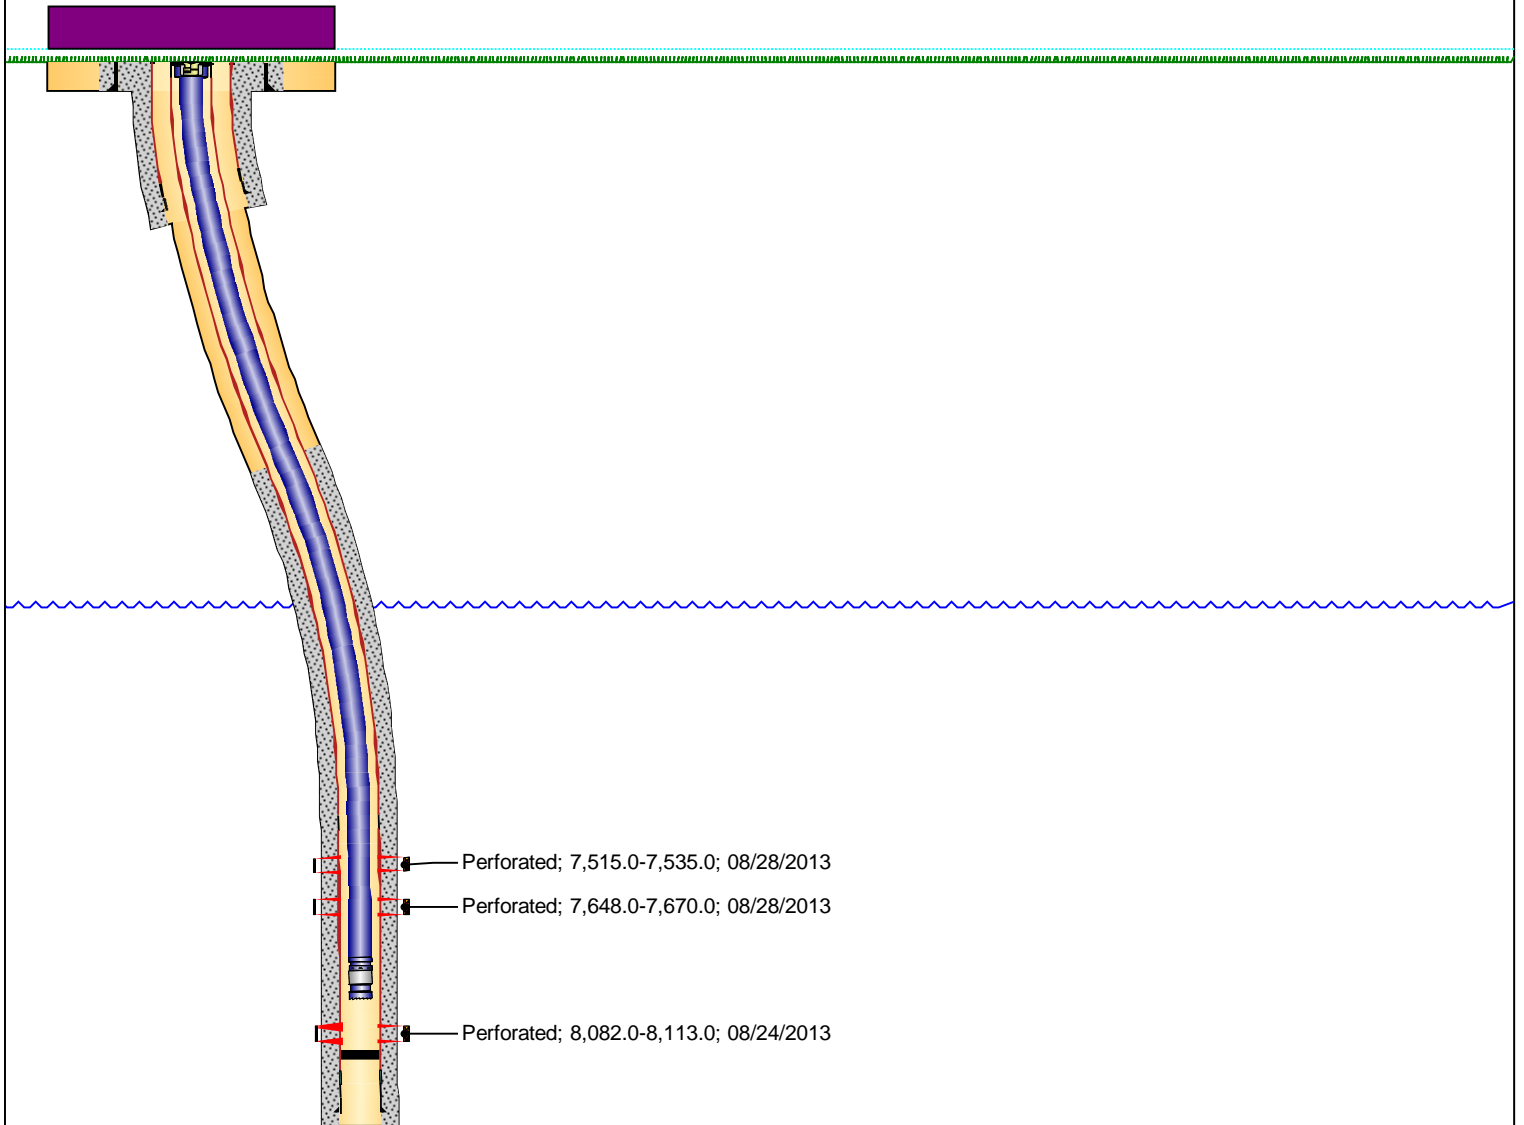 Perforated; 7,515.0-7,535.0; 08/28/2013
Perforated; 7,648.0-7,670.0; 08/28/2013
Perforated; 8,082.0-8,113.0; 08/24/2013